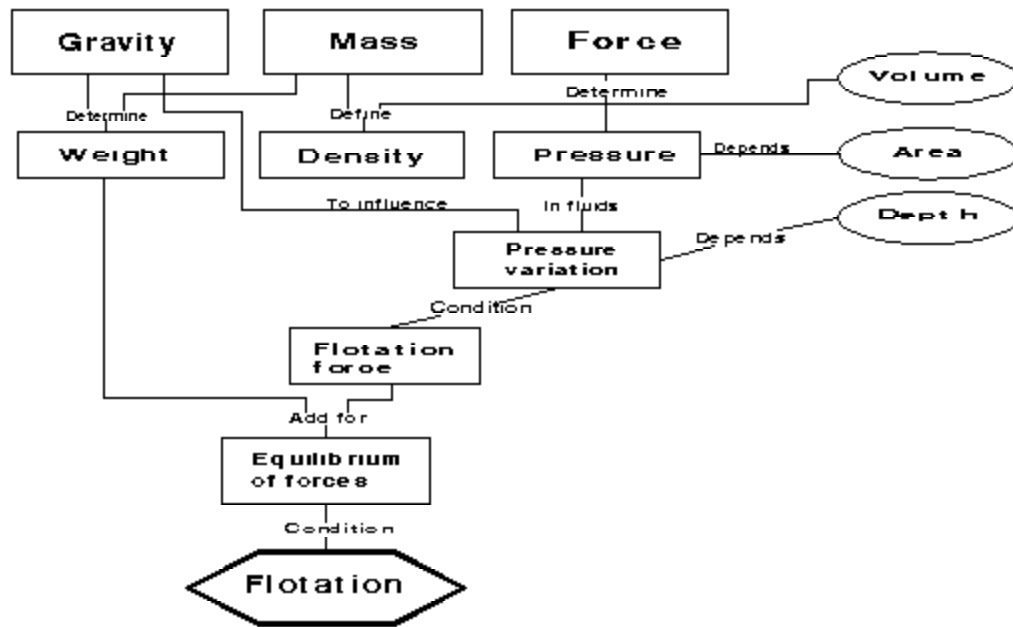 Gravity
Mass
Force
Volume
Determine
Define
Determine
Weight
Density
Pressure
Depends
Area
To influence
In fluids
Depends
Depth
Pressure
variation
Condition
Flotation
force
Add for
Equilibrium
of forces
Condition
Flotation